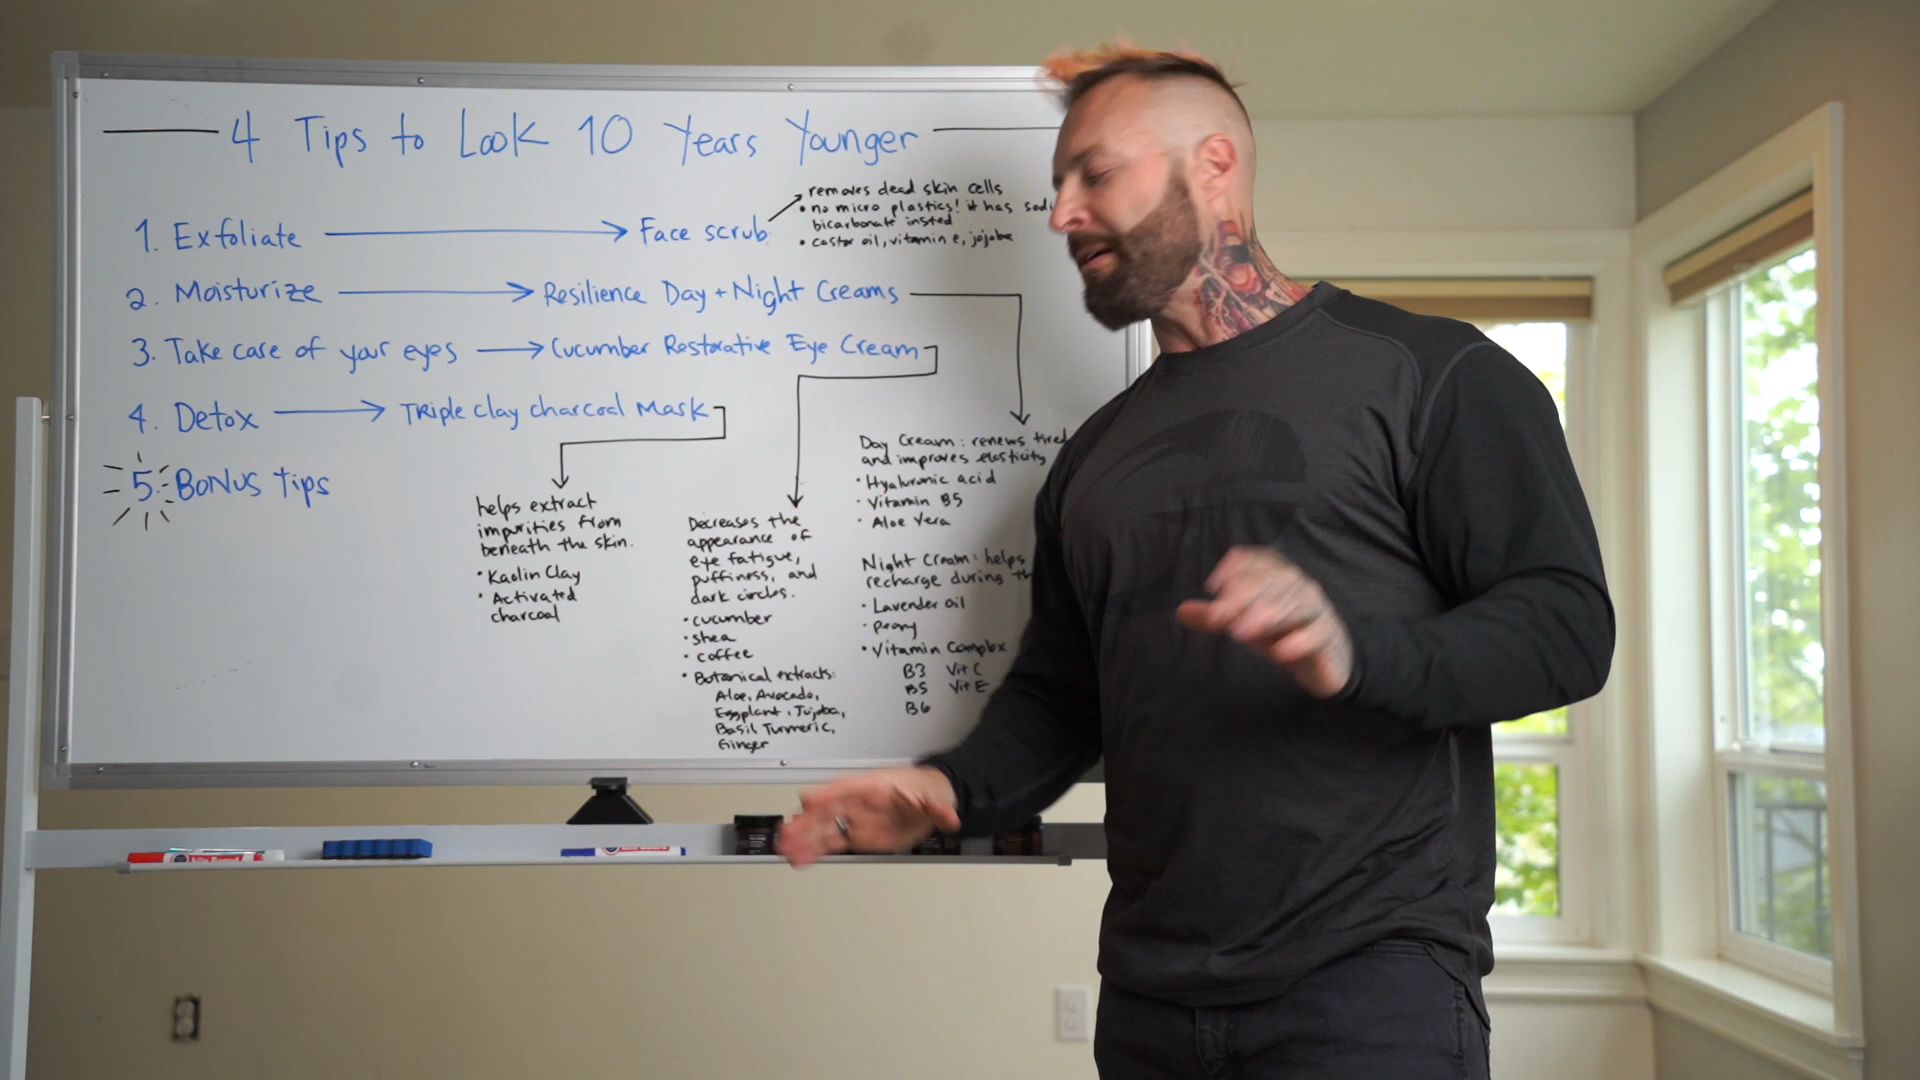 4 Tips to Look 10 Years Younger
1. Exfoliate
Face scrub
removes dead skin cells
• no micro plastics! it has sodi
bicarbonate insted
• castor oil, vitamin e, jojoba
2. Moisturize
Resilience Day + Night Creams
3. Take care of your eyes
Cucumber Restorative Eye Cream
4. Detox
Triple clay charcoal Mask
5. Bonus tips
helps extract
impurities from
beneath the skin.
• Kaolin Clay
• Activated
charcoal
Decreases the
appearance of
eye fatigue,
puffiness, and
dark circles.
• cucumber
• shea
• coffee
• Botanical extracts:
Aloe, Avocado,
Eggplant, Jujoba,
Basil Turmeric,
Ginger
Day Cream: renews tired
and improves elasticity
• Hyaluronic acid
• Vitamin B5
• Aloe Vera
Night Cream: helps
recharge during th
• Lavender oil
• peony
• Vitamin Complex
B3 Vit C
B5 Vit E
B6